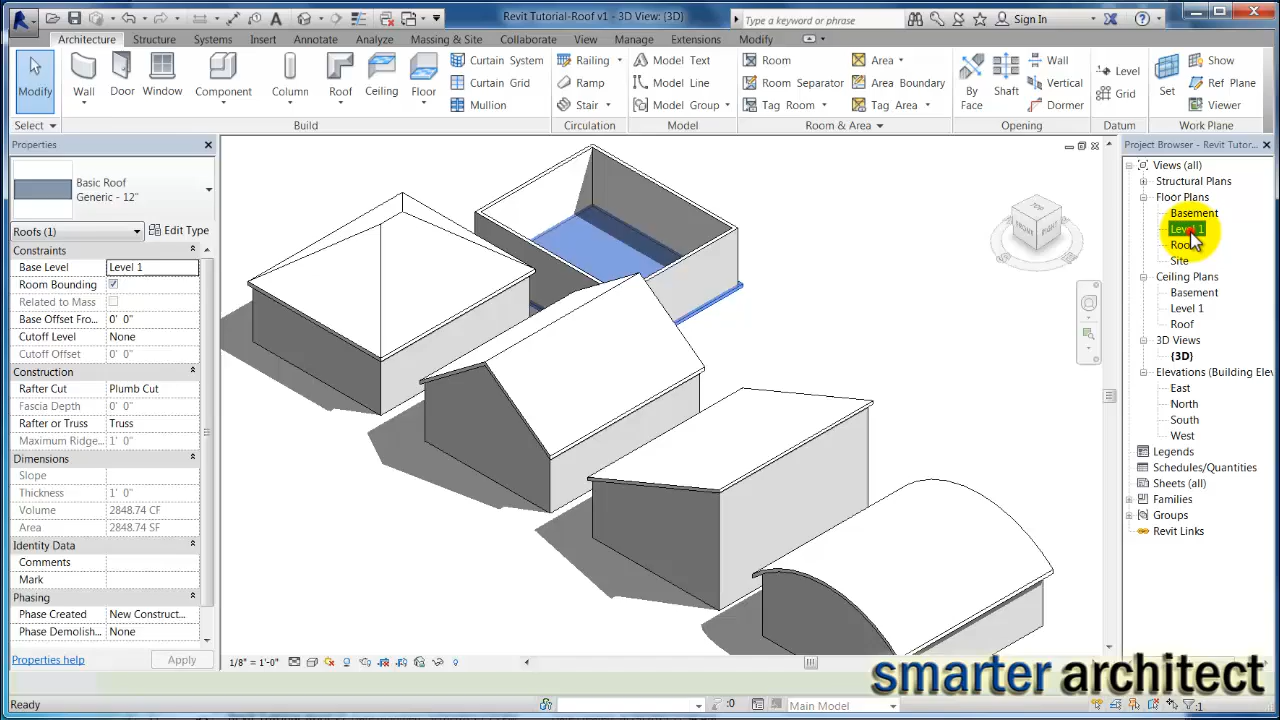 Revit Tutorial-Roof v1 - 3D View: {3D}
Type a keyword or phrase
Sign In
Architecture
Structure
Systems
Insert
Annotate
Analyze
Massing & Site
Collaborate
View
Manage
Extensions
Modify
Modify
Wall
Door
Window
Component
Column
Roof
Ceiling
Floor
Curtain System
Curtain Grid
Mullion
Railing
Ramp
Stair
Model Text
Model Line
Model Group
Room
Room Separator
Tag Room
Area
Area Boundary
Tag Area
By Face
Shaft
Wall
Vertical
Dormer
Level
Grid
Set
Show
Ref Plane
Viewer
Select
Build
Circulation
Model
Room & Area
Opening
Datum
Work Plane
Properties
Basic Roof
Generic - 12"
Roofs (1)
Edit Type
Constraints
Base Level Level 1
Room Bounding
Related to Mass
Base Offset Fro... 0' 0"
Cutoff Level None
Cutoff Offset 0' 0"
Construction
Rafter Cut Plumb Cut
Fascia Depth 0' 0"
Rafter or Truss Truss
Maximum Ridge... 1' 0"
Dimensions
Slope
Thickness 1' 0"
Volume 2848.74 CF
Area 2848.74 SF
Identity Data
Comments
Mark
Phasing
Phase Created New Construct...
Phase Demolish... None
Properties help
Apply
TOP
FRONT
1/8" = 1'-0"
Project Browser - Revit Tutor...
Views (all)
Structural Plans
Floor Plans
Basement
Level 1
Roof
Site
Ceiling Plans
Basement
Level 1
Roof
3D Views
{3D}
Elevations (Building Elev
East
North
South
West
Legends
Schedules/Quantities
Sheets (all)
Families
Groups
Revit Links
smarter architect
Ready
:0
Main Model
:1